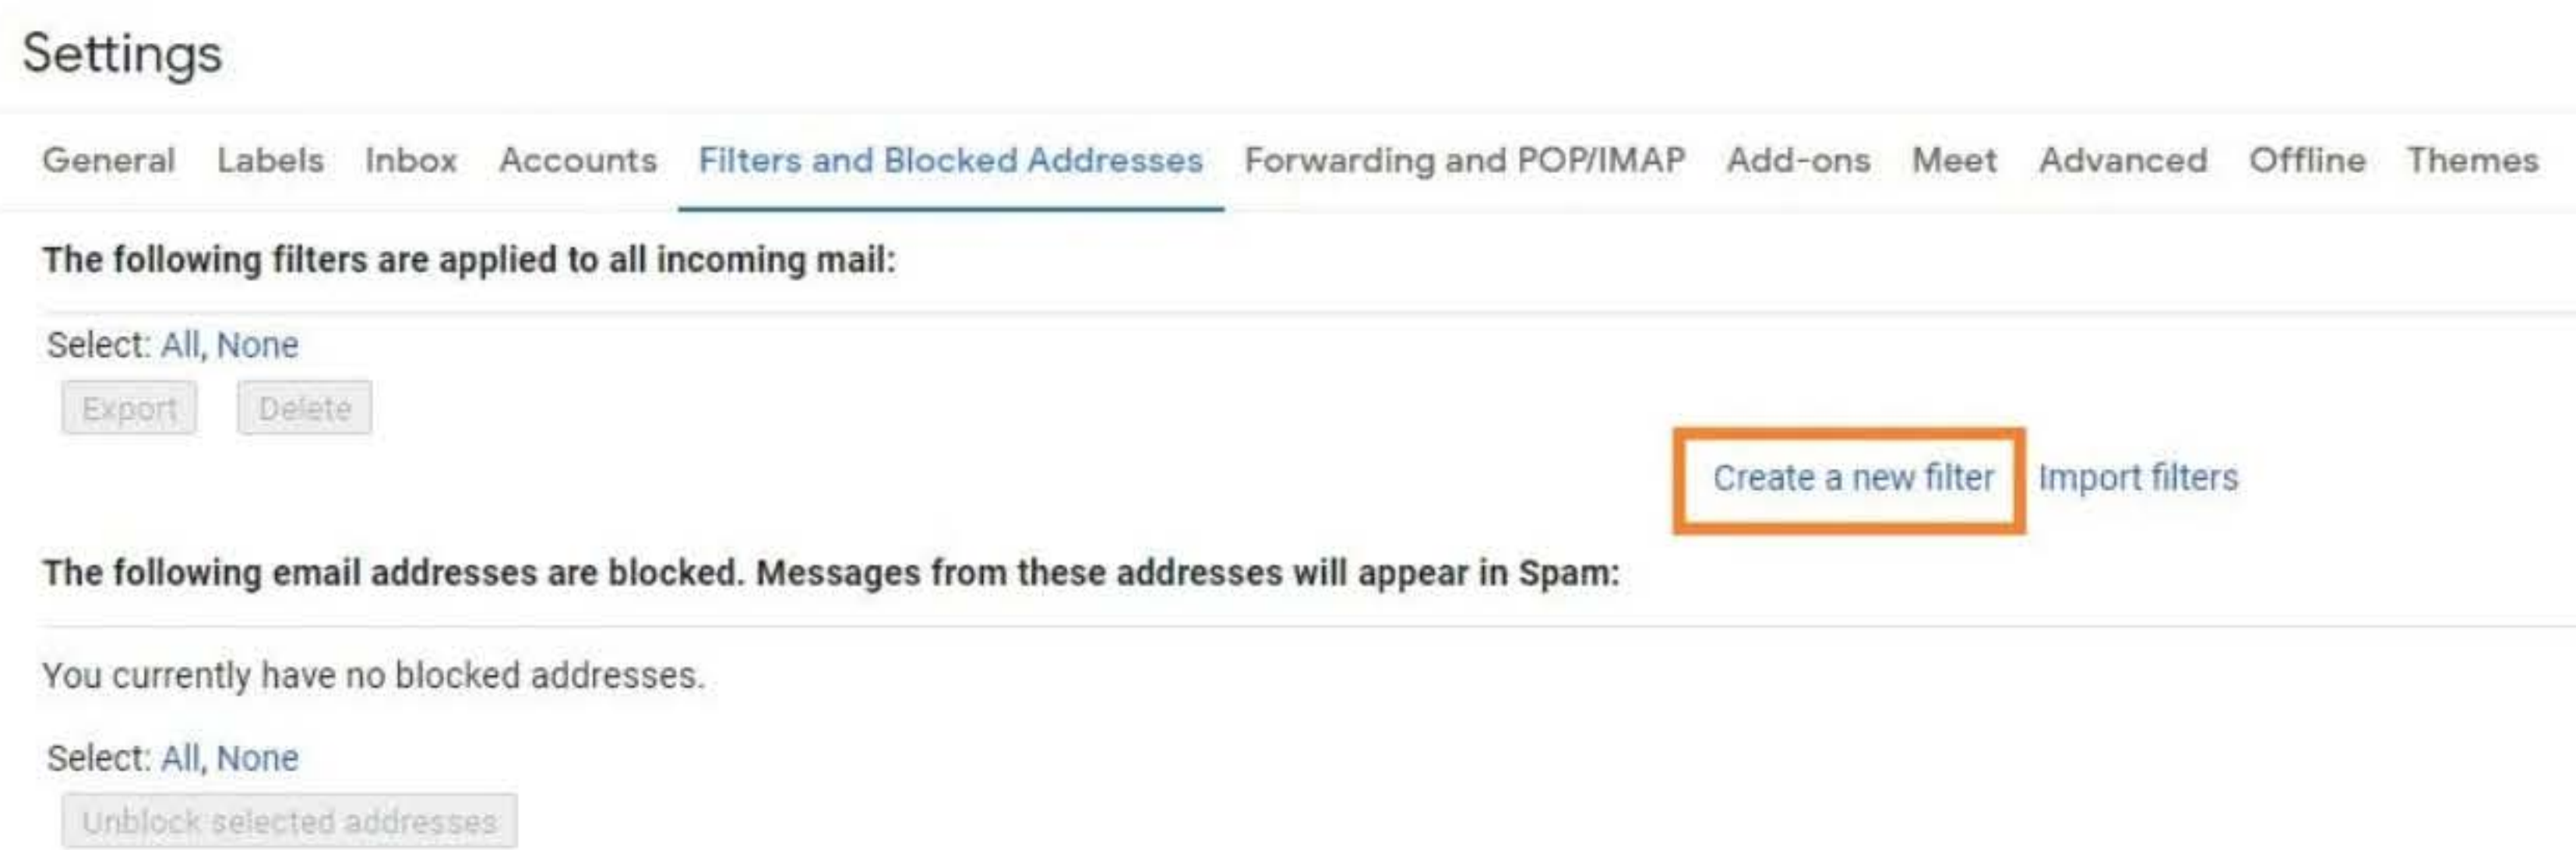 Settings
General Labels Inbox Accounts Filters and Blocked Addresses Forwarding and POP/IMAP Add-ons Meet Advanced Offline Themes
The following filters are applied to all incoming mail:
Select: All, None
Export Delete
Create a new filter Import filters
The following email addresses are blocked. Messages from these addresses will appear in Spam:
You currently have no blocked addresses.
Select: All, None
Unblock selected addresses